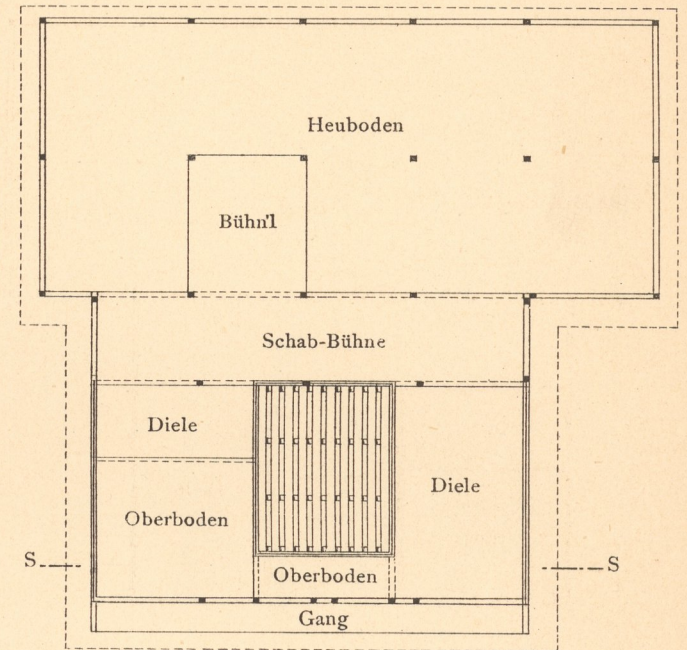 Heuboden
Bühn'l
Schab-Bühne
Diele
Diele
Oberboden
S
S
Oberboden
Gang